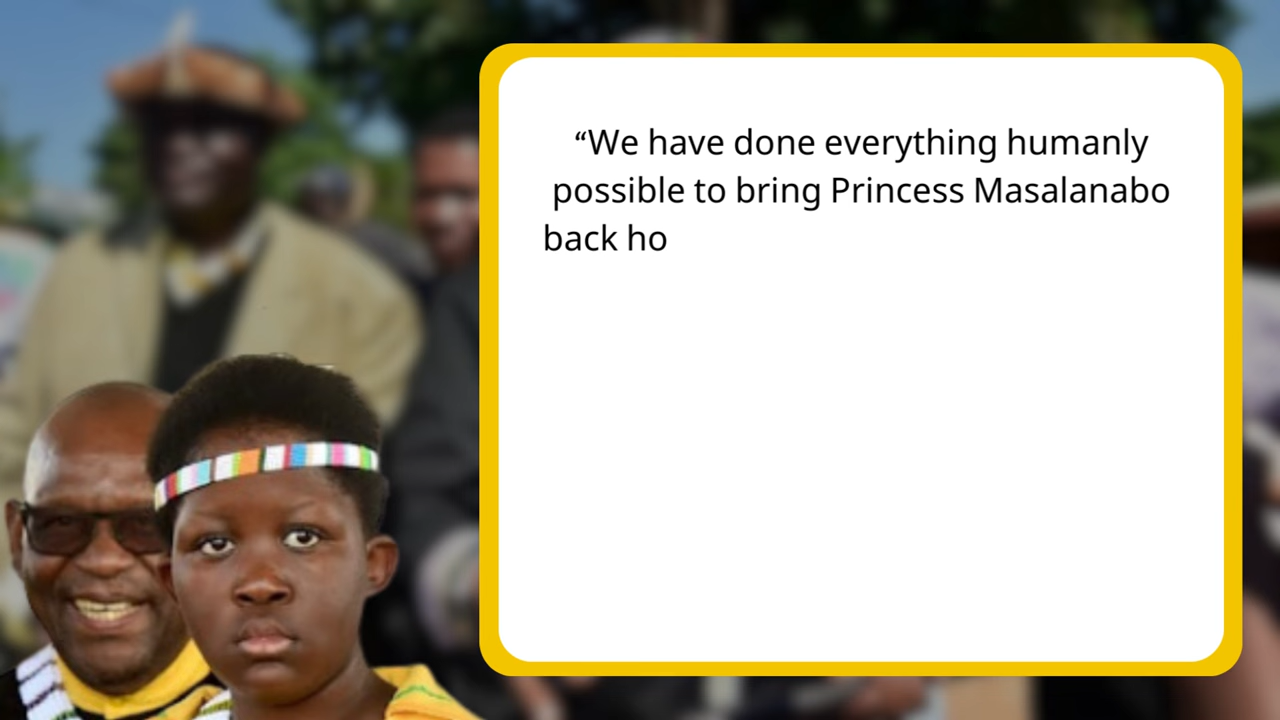 “We have done everything humanly
possible to bring Princess Masalanabo
back ho